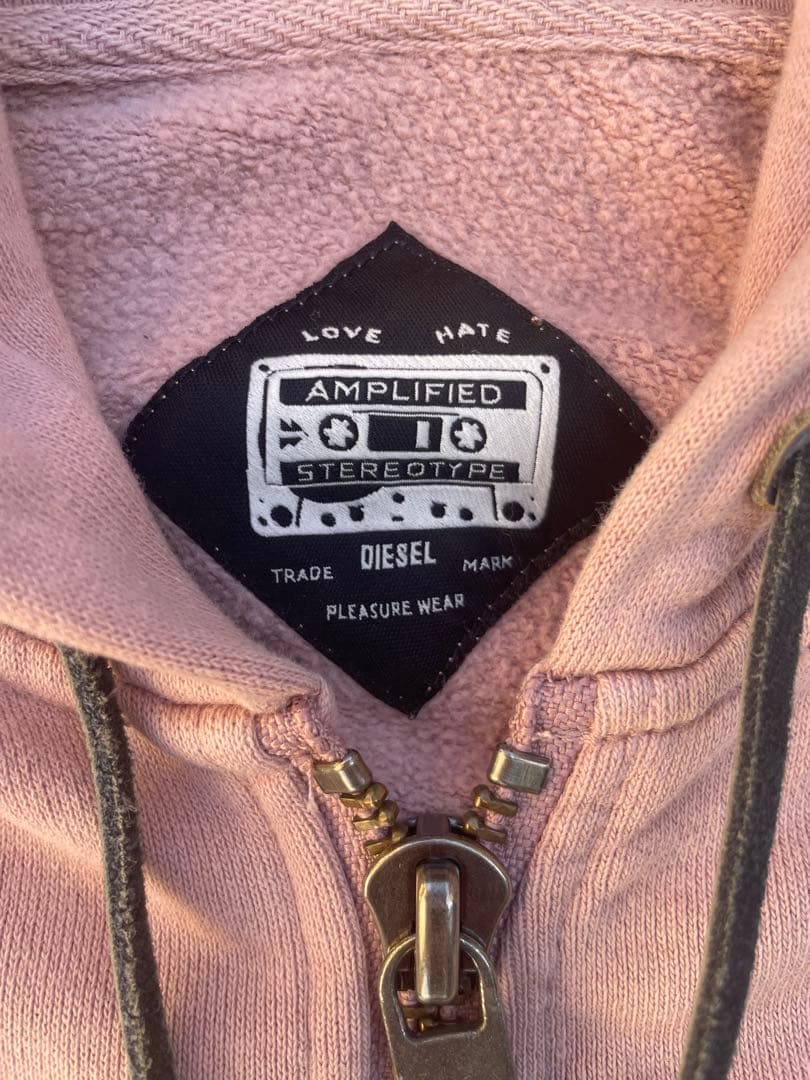 LOVE HATE
AMPLIFIED
STEREOTYPE
DIESEL
TRADE MARK
PLEASURE WEAR